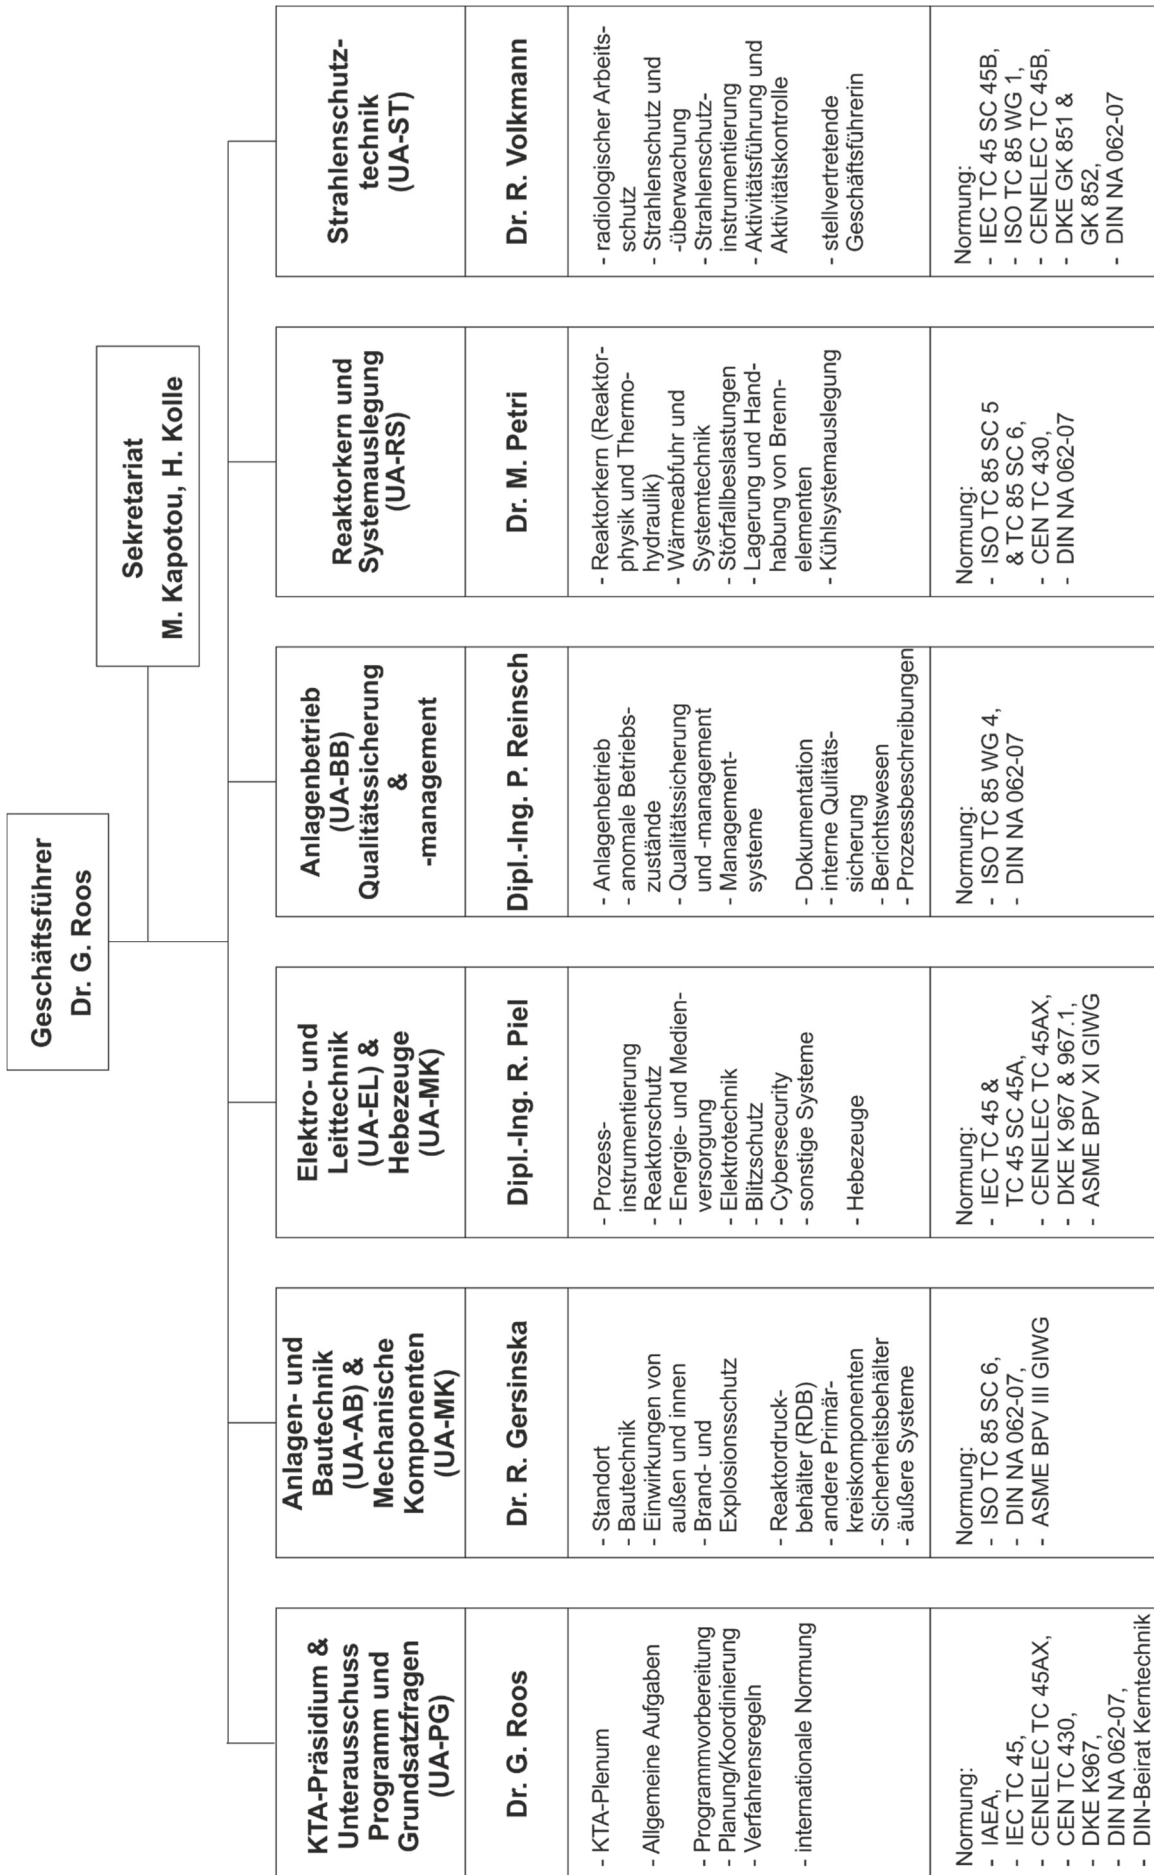 Geschäftsführer
Dr. G. Roos
Sekretariat
M. Kapotou, H. Kolle
KTA-Präsidium &
Unterausschuss
Programm und
Grundsatzfragen
(UA-PG)
Dr. G. Roos
- KTA-Plenum
- Allgemeine Aufgaben
- Programmvorbereitung
- Planung/Koordinierung
- Verfahrensregeln
- internationale Normung
Normung:
- IAEA,
- IEC TC 45,
- CENELEC TC 45AX,
- CEN TC 430,
- DKE K967,
- DIN NA 062-07,
- DIN-Beirat Kerntechnik
Anlagen- und
Bautechnik
(UA-AB) &
Mechanische
Komponenten
(UA-MK)
Dr. R. Gersinska
- Standort
- Bautechnik
- Einwirkungen von
außen und innen
- Brand- und
Explosionsschutz
- Reaktordruck-
behälter (RDB)
- andere Primär-
kreiskomponenten
- Sicherheitsbehälter
- äußere Systeme
Normung:
- ISO TC 85 SC 6,
- DIN NA 062-07,
- ASME BPV III GIWG
Elektro- und
Leittechnik
(UA-EL) &
Hebezeuge
(UA-MK)
Dipl.-Ing. R. Piel
- Prozess-
instrumentierung
- Reaktorschutz
- Energie- und Medien-
versorgung
- Elektrotechnik
- Blitzschutz
- Cybersecurity
- sonstige Systeme
- Hebezeuge
Normung:
- IEC TC 45 &
TC 45 SC 45A,
- CENELEC TC 45AX,
- DKE K 967 & 967.1,
- ASME BPV XI GIWG
Anlagenbetrieb
(UA-BB)
Qualitätssicherung
&
-management
Dipl.-Ing. P. Reinsch
- Anlagenbetrieb
- anomale Betriebs-
zustände
- Qualitätssicherung
und -management
- Management-
systeme
- Dokumentation
- interne Qulitäts-
sicherung
- Berichtswesen
- Prozessbeschreibungen
Normung:
- ISO TC 85 WG 4,
- DIN NA 062-07
Reaktorkern und
Systemauslegung
(UA-RS)
Dr. M. Petri
- Reaktorkern (Reaktor-
physik und Thermo-
hydraulik)
- Wärmeabfuhr und
Systemtechnik
- Störfallbeslastungen
- Lagerung und Hand-
habung von Brenn-
elementen
- Kühlsystemauslegung
Normung:
- ISO TC 85 SC 5
& TC 85 SC 6,
- CEN TC 430,
- DIN NA 062-07
Strahlenschutz-
technik
(UA-ST)
Dr. R. Volkmann
- radiologischer Arbeits-
schutz
- Strahlenschutz und
-überwachung
- Strahlenschutz-
instrumentierung
- Aktivitätsführung und
Aktivitätskontrolle
- stellvertretende
Geschäftsführerin
Normung:
- IEC TC 45 SC 45B,
- ISO TC 85 WG 1,
- CENELEC TC 45B,
- DKE GK 851 &
GK 852,
- DIN NA 062-07